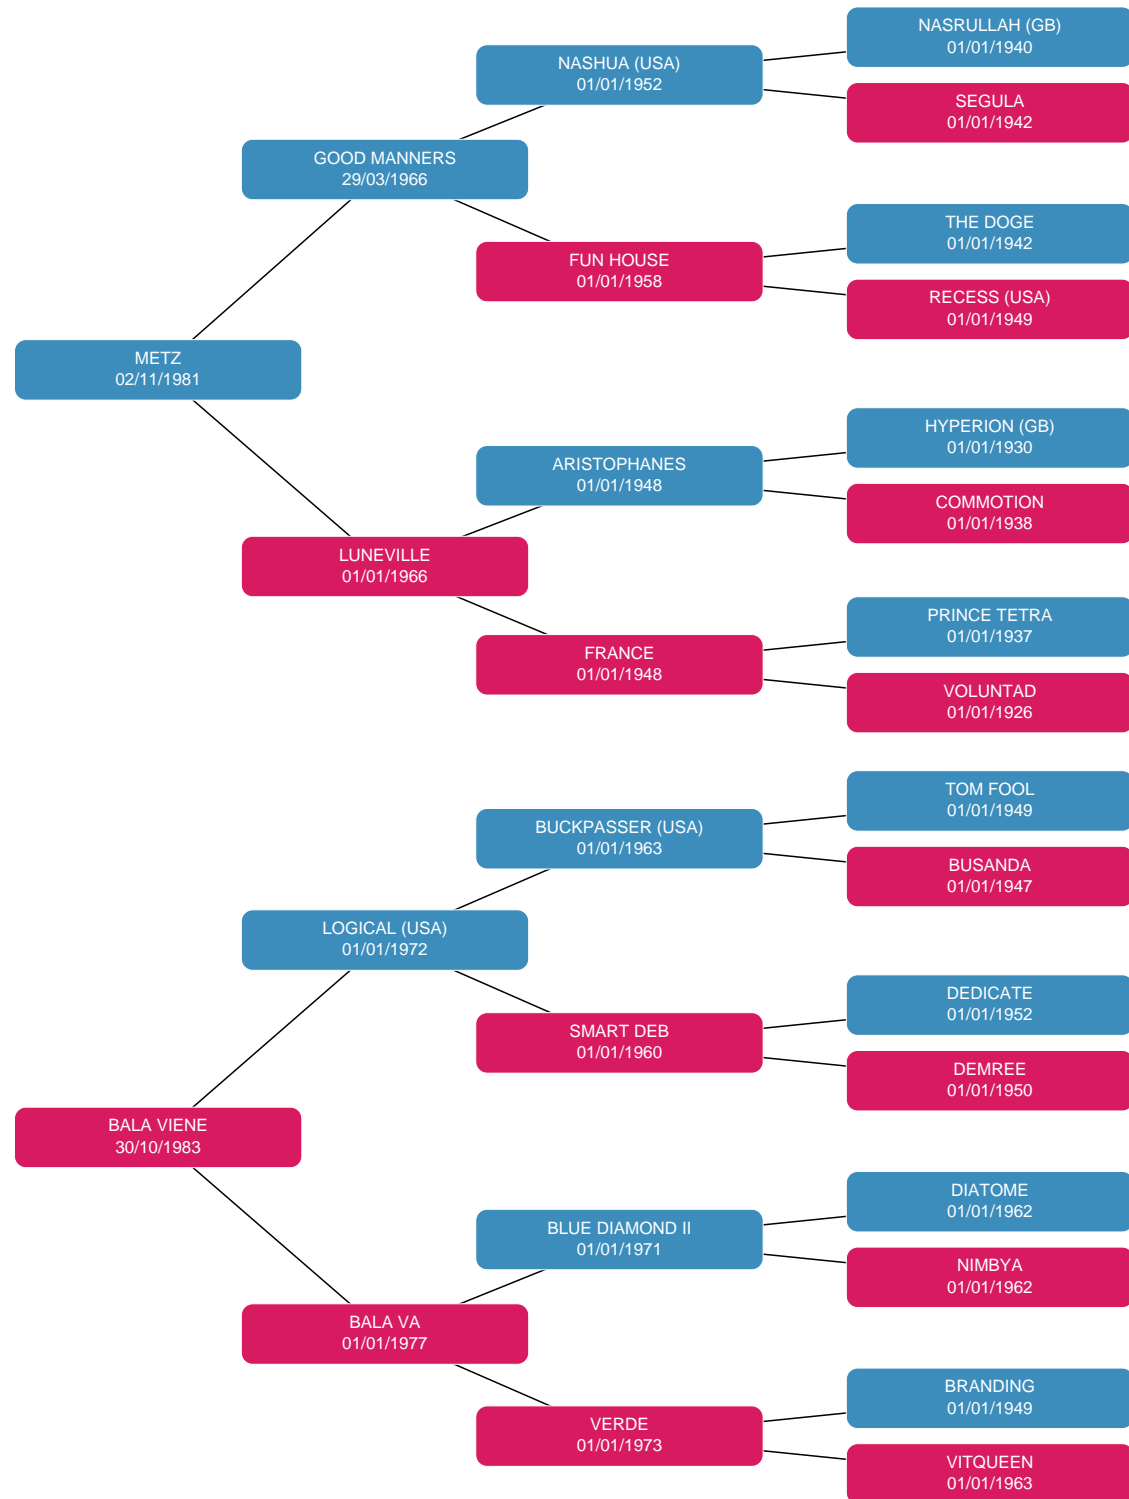 NASRULLAH (GB)
01/01/1940
NASHUA (USA)
01/01/1952
SEGULA
01/01/1942
GOOD MANNERS
29/03/1966
THE DOGE
01/01/1942
FUN HOUSE
01/01/1958
RECESS (USA)
01/01/1949
METZ
02/11/1981
HYPERION (GB)
01/01/1930
ARISTOPHANES
01/01/1948
COMMOTION
01/01/1938
LUNEVILLE
01/01/1966
PRINCE TETRA
01/01/1937
FRANCE
01/01/1948
VOLUNTAD
01/01/1926
TOM FOOL
01/01/1949
BUCKPASSER (USA)
01/01/1963
BUSANDA
01/01/1947
LOGICAL (USA)
01/01/1972
DEDICATE
01/01/1952
SMART DEB
01/01/1960
DEMREE
01/01/1950
BALA VIENE
30/10/1983
DIATOME
01/01/1962
BLUE DIAMOND II
01/01/1971
NIMBYA
01/01/1962
BALA VA
01/01/1977
BRANDING
01/01/1949
VERDE
01/01/1973
VITQUEEN
01/01/1963